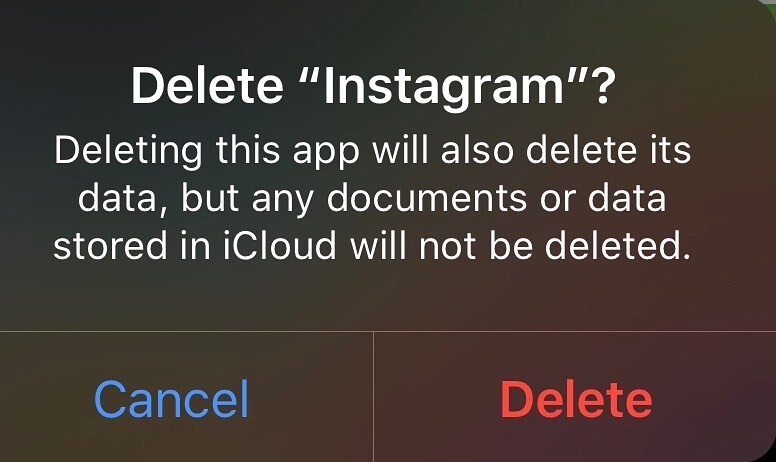 Delete “Instagram”?
Deleting this app will also delete its
data, but any documents or data
stored in iCloud will not be deleted.
Cancel
Delete